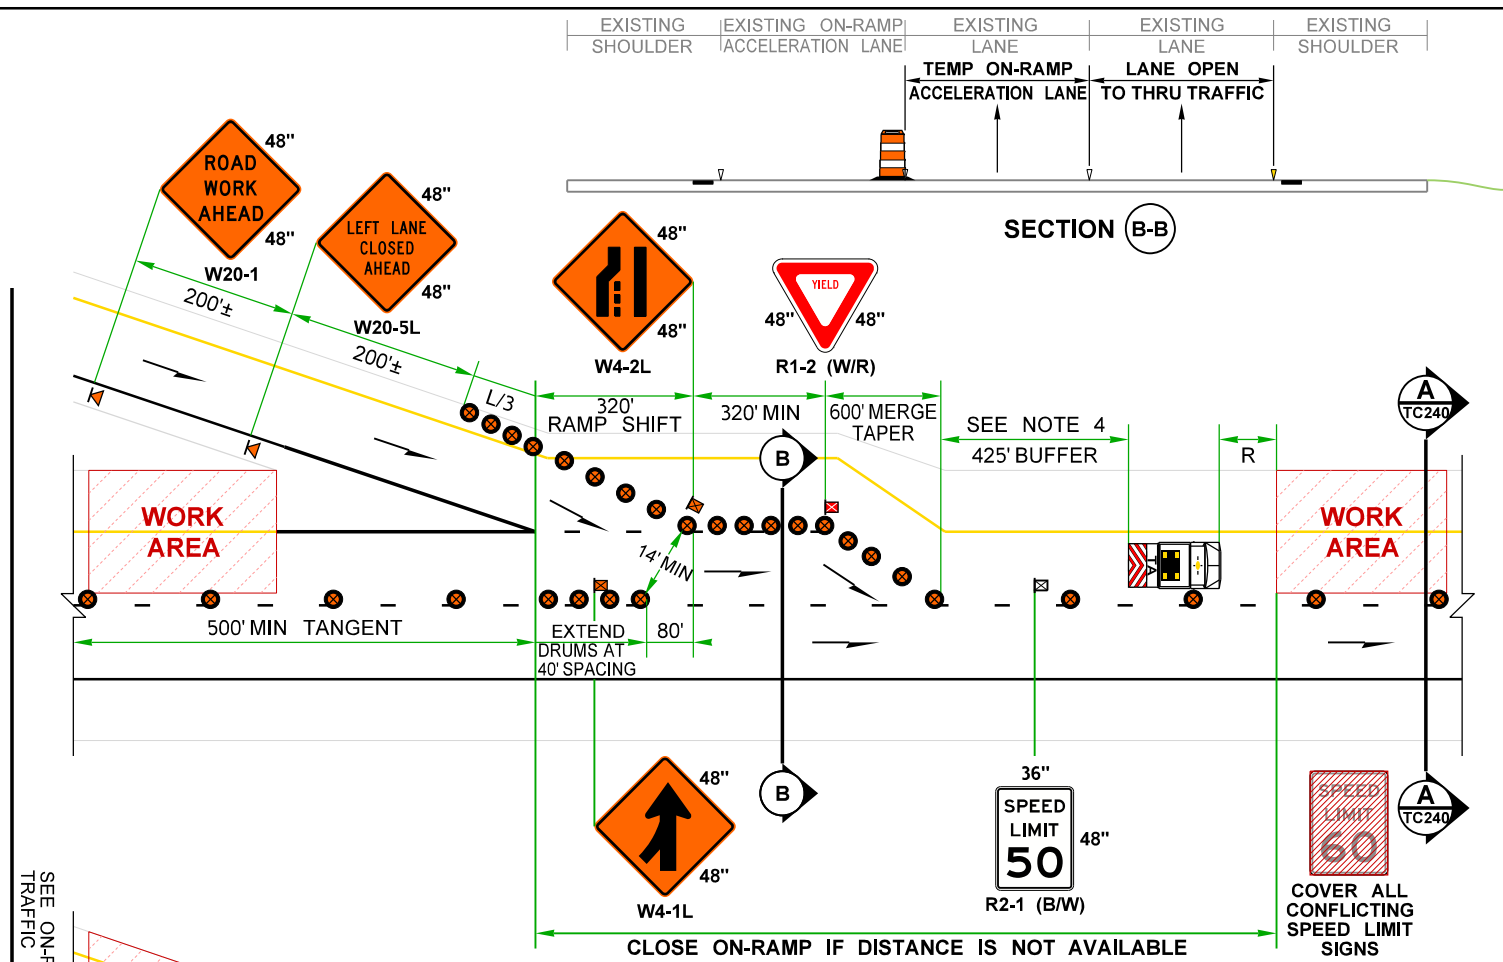 EXISTING SHOULDER
EXISTING ON-RAMP ACCELERATION LANE
EXISTING LANE
EXISTING LANE
EXISTING SHOULDER
TEMP ON-RAMP
ACCELERATION LANE
LANE OPEN
TO THRU TRAFFIC
SECTION B-B
ROAD
WORK
AHEAD
48"
48"
W20-1
LEFT LANE
CLOSED
AHEAD
48"
48"
W20-5L
48"
48"
W4-2L
YIELD
48"
48"
R1-2 (W/R)
200'±
200'±
L/3
320'
RAMP SHIFT
320' MIN
600' MERGE
TAPER
SEE NOTE 4
425' BUFFER
R
A
TC240
B
WORK
AREA
WORK
AREA
14' MIN
500' MIN TANGENT
EXTEND
DRUMS AT
40' SPACING
80'
48"
48"
W4-1L
B
36"
SPEED
LIMIT
50
48"
R2-1 (B/W)
SPEED
LIMIT
60
A
TC240
COVER ALL
CONFLICTING
SPEED LIMIT
SIGNS
CLOSE ON-RAMP IF DISTANCE IS NOT AVAILABLE
SEE ON-
TRAFFIC